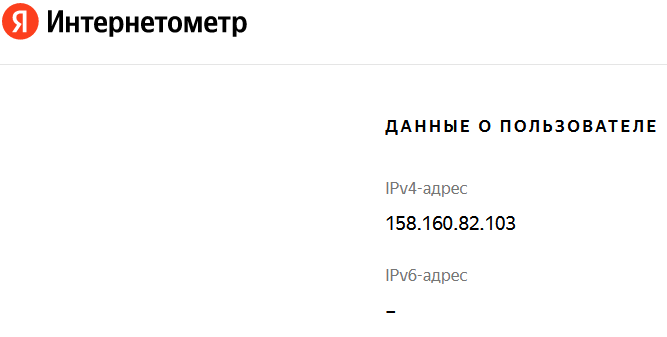 Я Интернетометр
ДАННЫЕ О ПОЛЬЗОВАТЕЛЕ
IPv4-адрес
158.160.82.103
IPv6-адрес
–